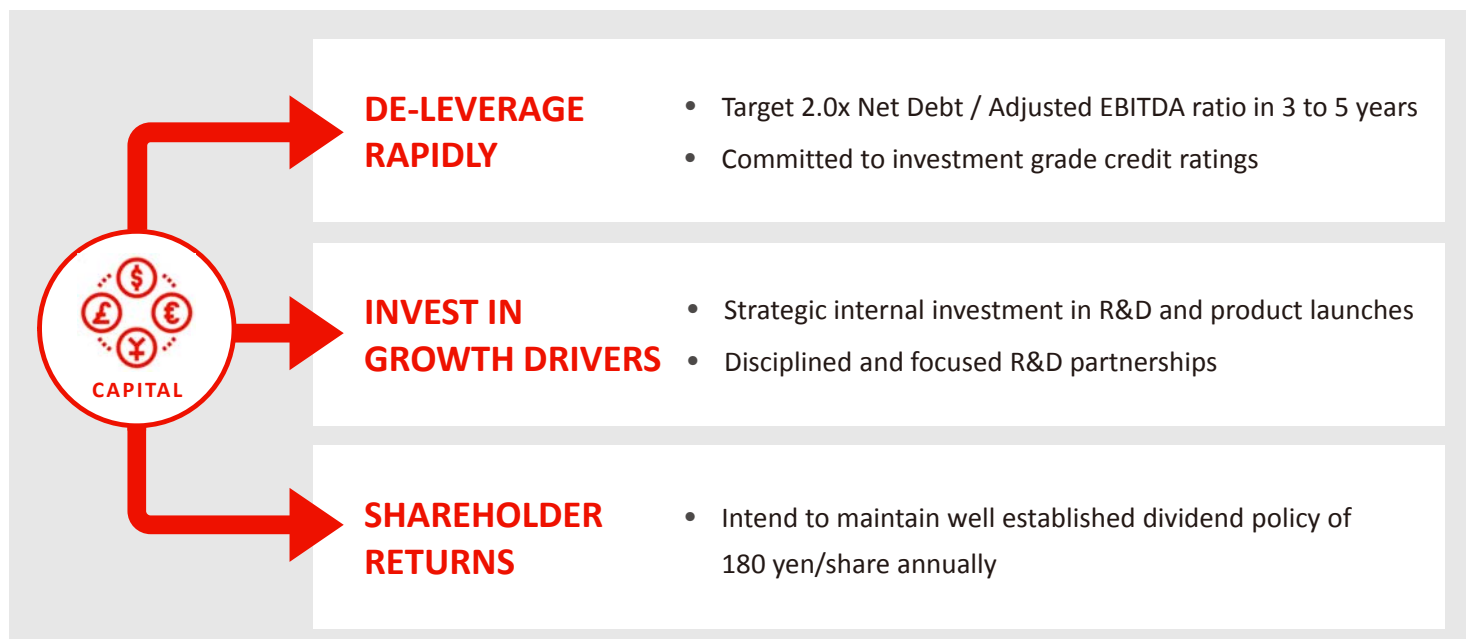 DE-LEVERAGE
RAPIDLY
• Target 2.0x Net Debt / Adjusted EBITDA ratio in 3 to 5 years
• Committed to investment grade credit ratings
$
£ €
¥
CAPITAL
INVEST IN
GROWTH DRIVERS
• Strategic internal investment in R&D and product launches
• Disciplined and focused R&D partnerships
SHAREHOLDER
RETURNS
• Intend to maintain well established dividend policy of
180 yen/share annually